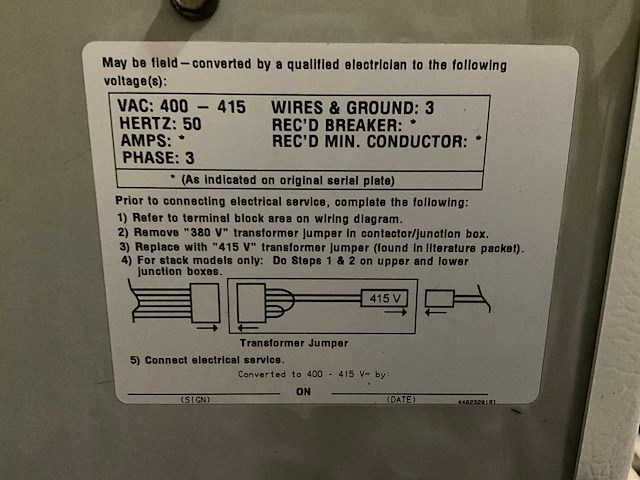 May be field – converted by a qualified electrician to the following
voltage(s):
VAC: 400 – 415 WIRES & GROUND: 3
HERTZ: 50 REC'D BREAKER: *
AMPS: * REC'D MIN. CONDUCTOR: *
PHASE: 3
* (As indicated on original serial plate)
Prior to connecting electrical service, complete the following:
1) Refer to terminal block area on wiring diagram.
2) Remove "380 V" transformer jumper in contactor/junction box.
3) Replace with "415 V" transformer jumper (found in literature packet).
4) For stack models only: Do Steps 1 & 2 on upper and lower
junction boxes.
415 V
Transformer Jumper
5) Connect electrical service.
Converted to 400 - 415 V~ by:
ON
(SIGN) (DATE)